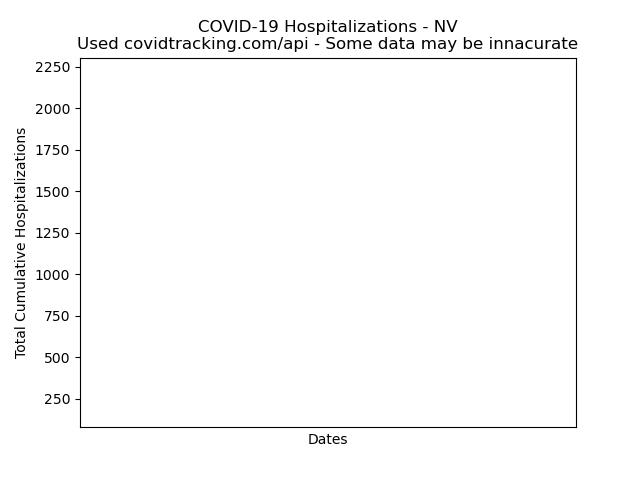 COVID-19 Hospitalizations - NV
Used covidtracking.com/api - Some data may be innacurate
2250
2000
1750
1500
1250
1000
750
500
250
Total Cumulative Hospitalizations
Dates